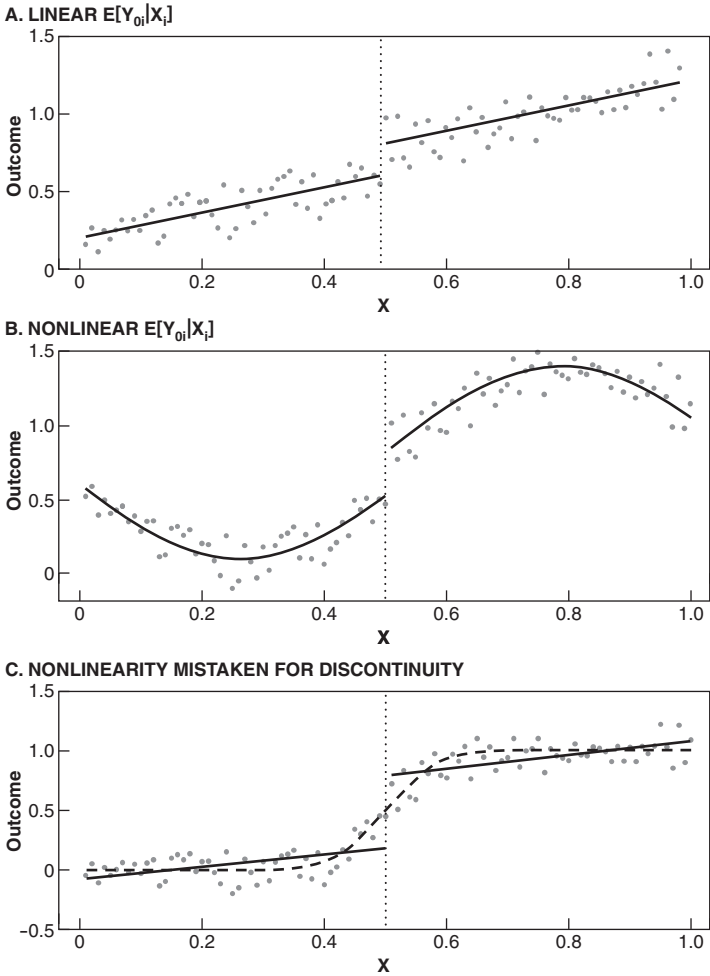 A. LINEAR E[Y₀ᵢ|Xᵢ]
1.5
1.0
0.5
0
Outcome
0 0.2 0.4 0.6 0.8 1.0
X
B. NONLINEAR E[Y₀ᵢ|Xᵢ]
1.5
1.0
0.5
0
Outcome
0 0.2 0.4 0.6 0.8 1.0
X
C. NONLINEARITY MISTAKEN FOR DISCONTINUITY
1.5
1.0
0.5
0
−0.5
Outcome
0 0.2 0.4 0.6 0.8 1.0
X